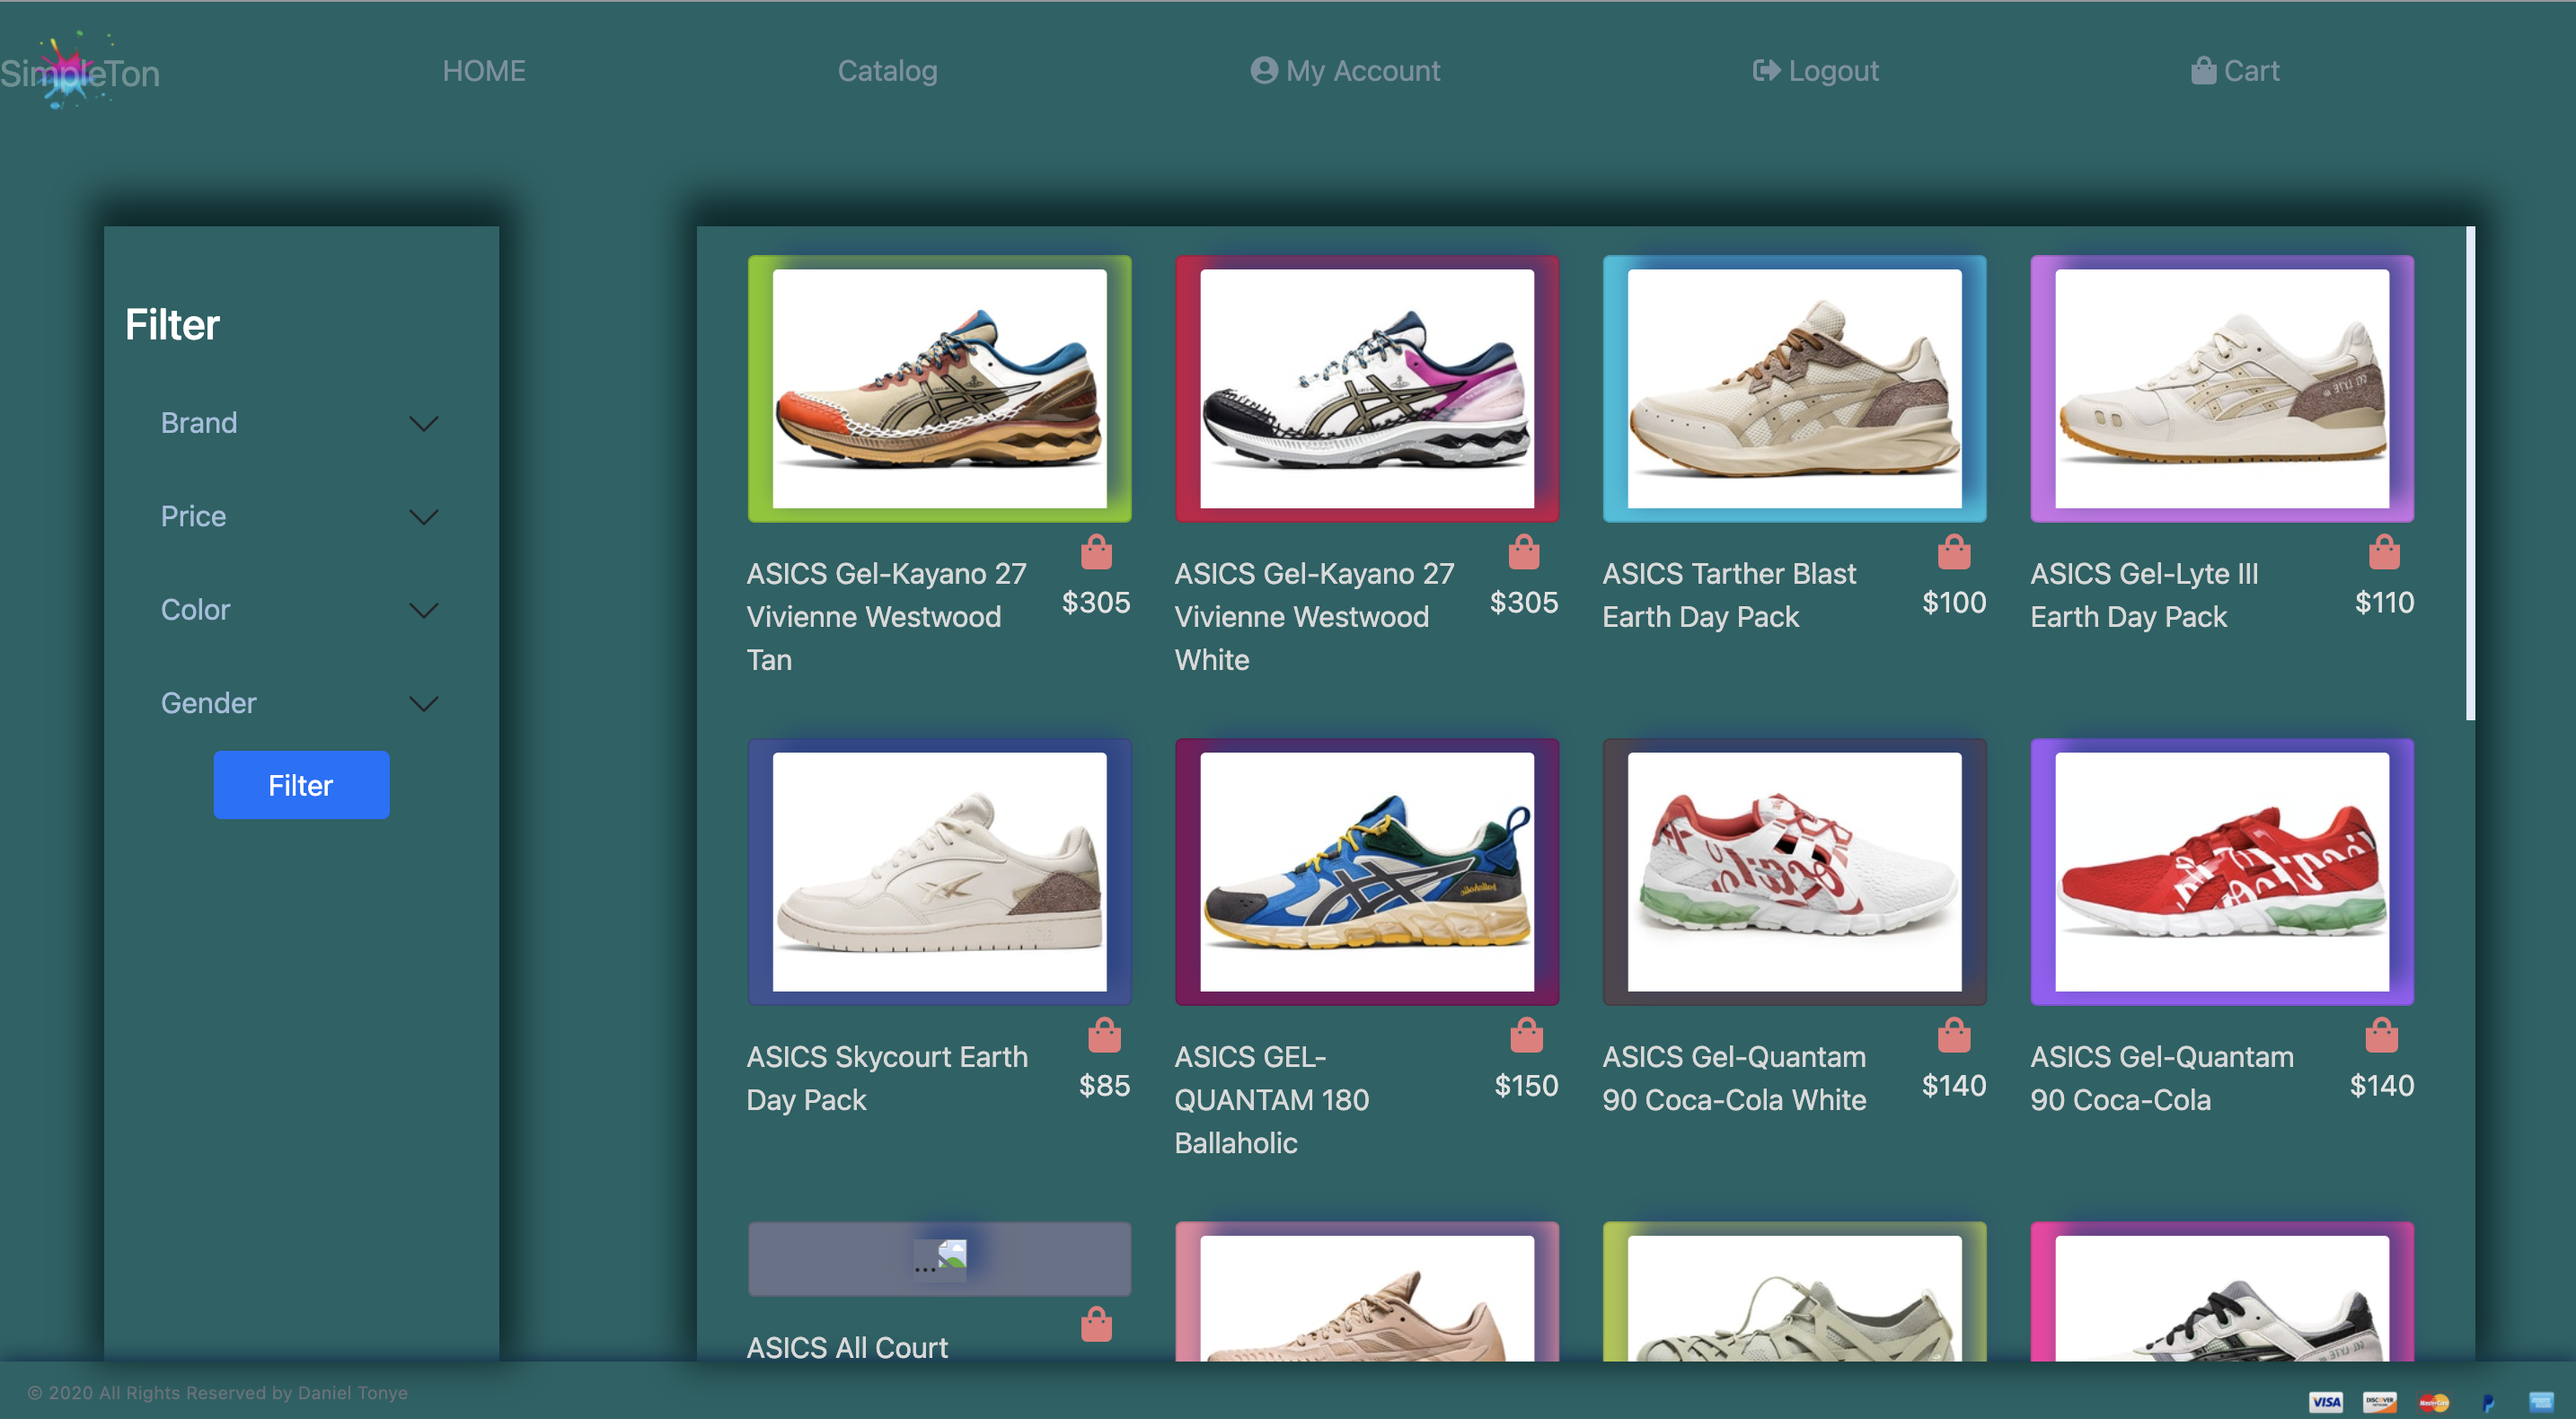 SimpleTon
HOME
Catalog
My Account
Logout
Cart
Filter
Brand
Price
Color
Gender
Filter
ASICS Gel-Kayano 27
Vivienne Westwood
Tan
$305
ASICS Gel-Kayano 27
Vivienne Westwood
White
$305
ASICS Tarther Blast
Earth Day Pack
$100
ASICS Gel-Lyte III
Earth Day Pack
$110
ASICS Skycourt Earth
Day Pack
$85
ASICS GEL-
QUANTAM 180
Ballaholic
$150
ASICS Gel-Quantam
90 Coca-Cola White
$140
ASICS Gel-Quantam
90 Coca-Cola
$140
...
ASICS All Court
© 2020 All Rights Reserved by Daniel Tonye
VISA
DISCOVER
MasterCard